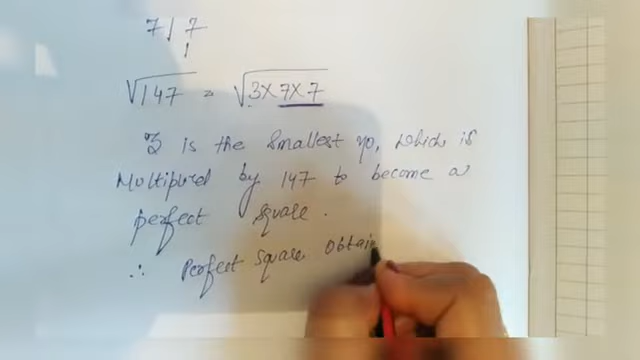 7 | 7
√147 = √3×7×7
3 is the smallest no, which is
Multiplied by 147 to become a
perfect square.
∴ Perfect square obtain